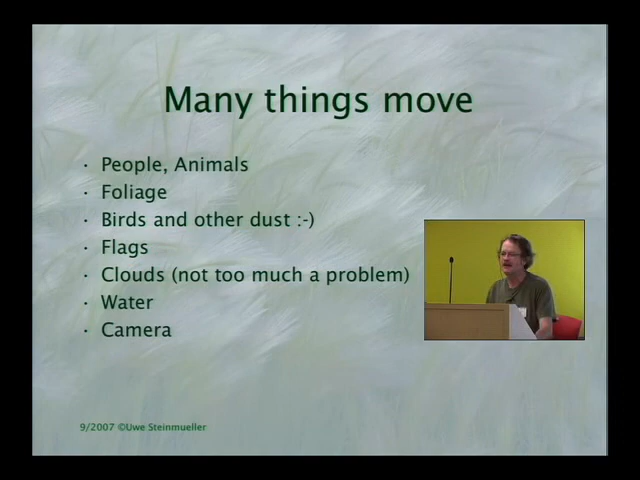 Many things move
· People, Animals
· Foliage
· Birds and other dust :-)
· Flags
· Clouds (not too much a problem)
· Water
· Camera
9/2007 ©Uwe Steinmueller